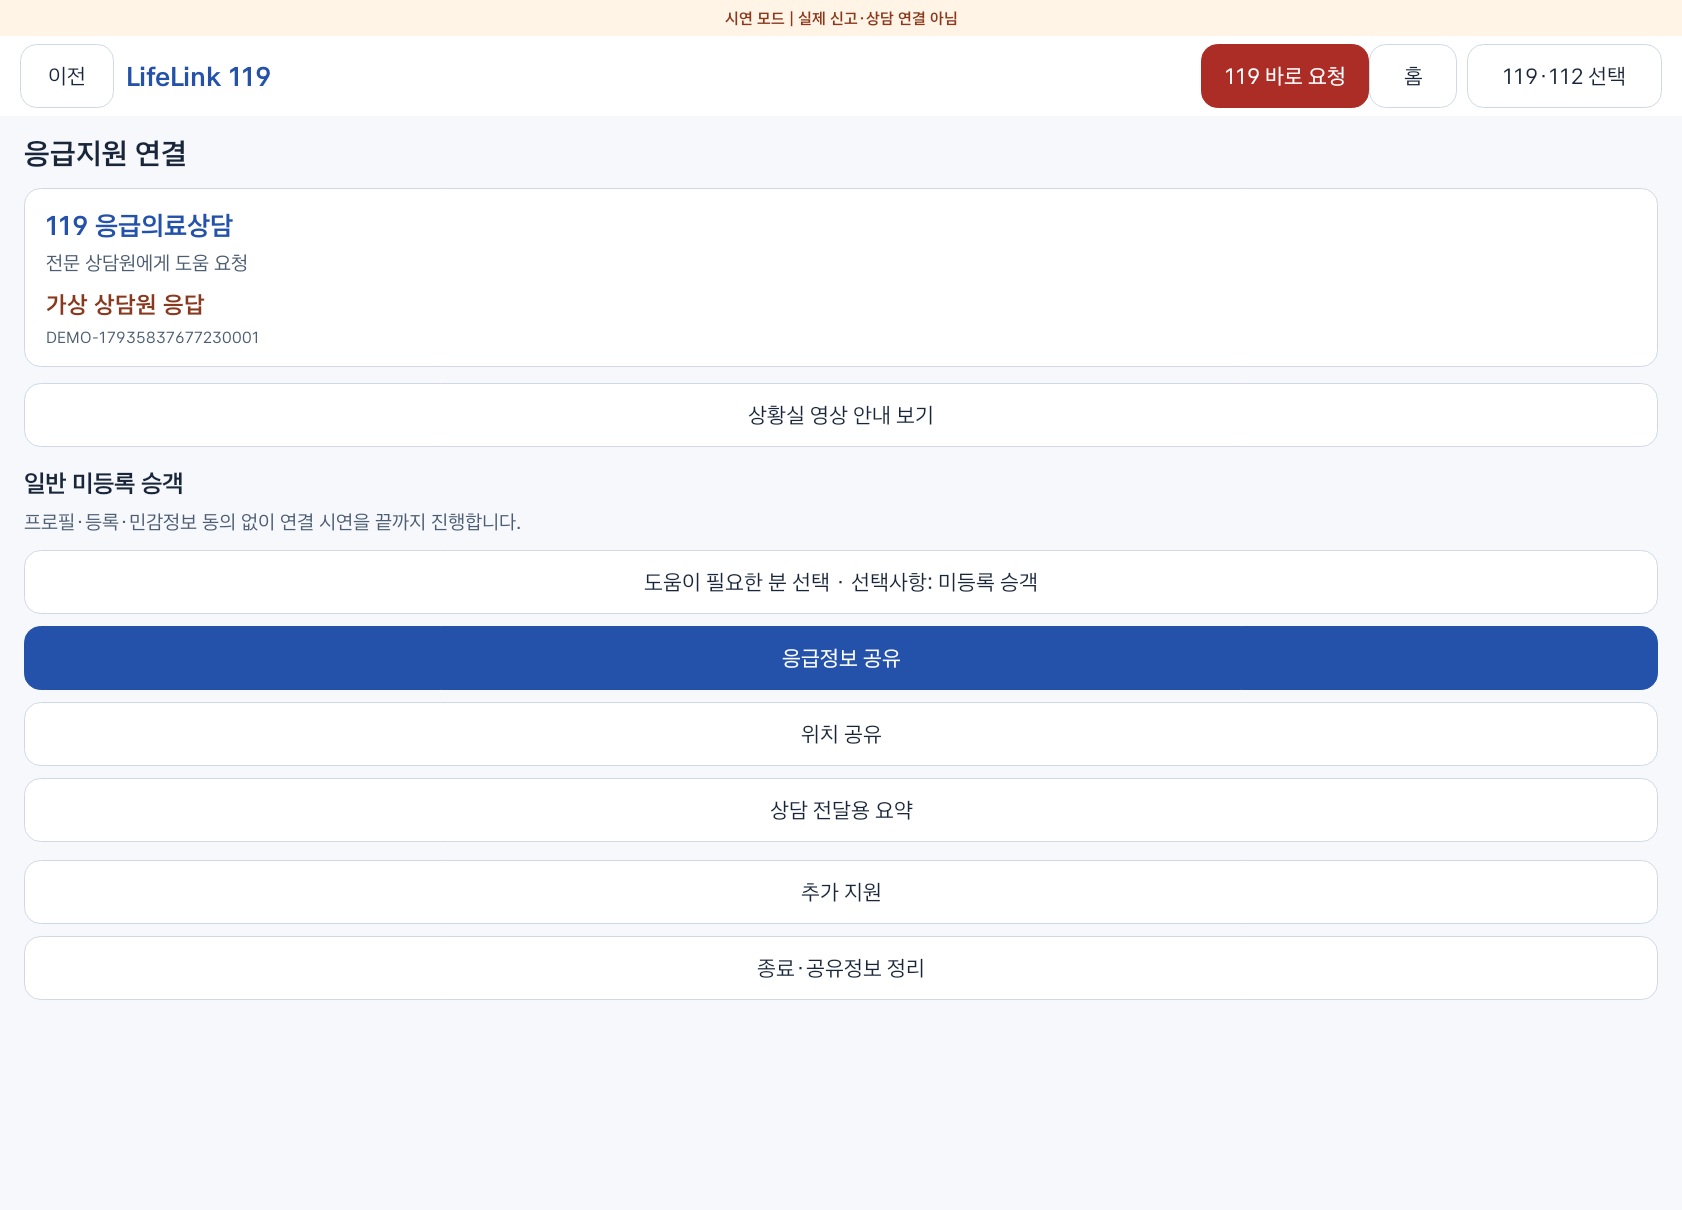 시연 모드 | 실제 신고·상담 연결 아님
이전
LifeLink 119
119 바로 요청
홈
119·112 선택
응급지원 연결
119 응급의료상담
전문 상담원에게 도움 요청
가상 상담원 응답
DEMO-17935837677230001
상황실 영상 안내 보기
일반 미등록 승객
프로필·등록·민감정보 동의 없이 연결 시연을 끝까지 진행합니다.
도움이 필요한 분 선택 · 선택사항: 미등록 승객
응급정보 공유
위치 공유
상담 전달용 요약
추가 지원
종료·공유정보 정리